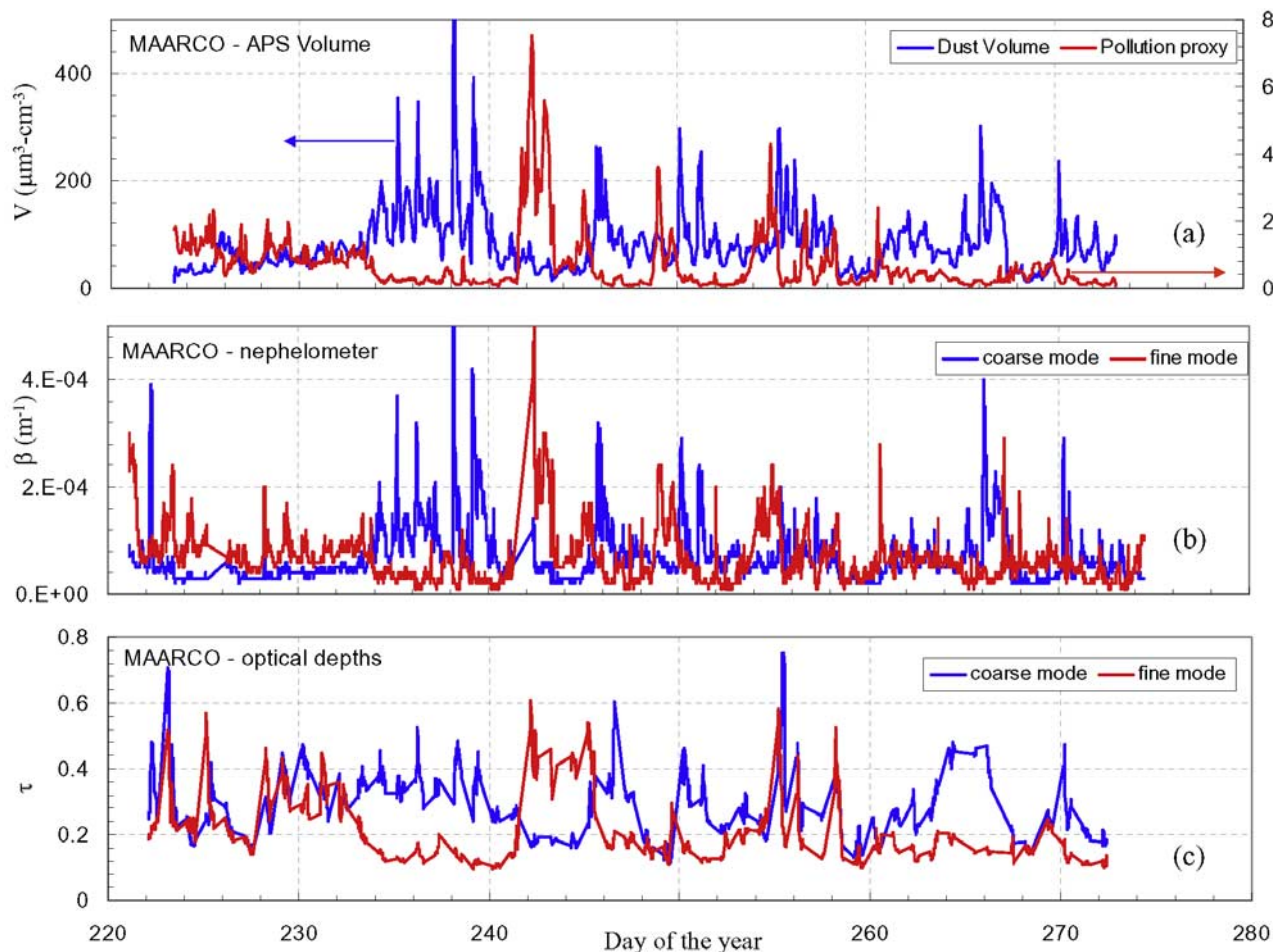 MAARCO - APS Volume
Dust Volume Pollution proxy
V (µm³-cm⁻³)
400
200
0
8
6
4
2
0
(a)
MAARCO - nephelometer
coarse mode fine mode
β (m⁻¹)
4.E-04
2.E-04
0.E+00
(b)
MAARCO - optical depths
coarse mode fine mode
τ
0.8
0.6
0.4
0.2
0
(c)
220 230 240 250 260 270 280
Day of the year